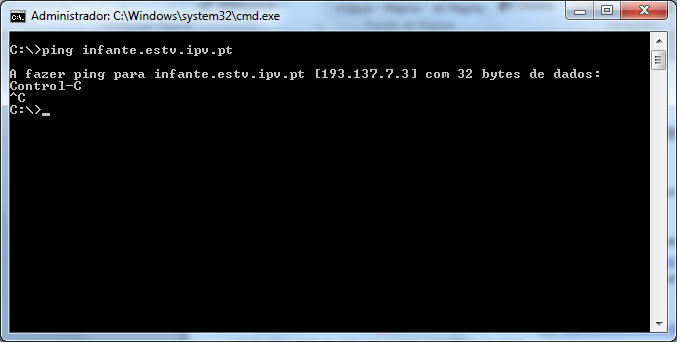 Administrador: C:\Windows\system32\cmd.exe
C:\>ping infante.estv.ipv.pt
A fazer ping para infante.estv.ipv.pt [193.137.7.3] com 32 bytes de dados:
Control-C
^C
C:\>_